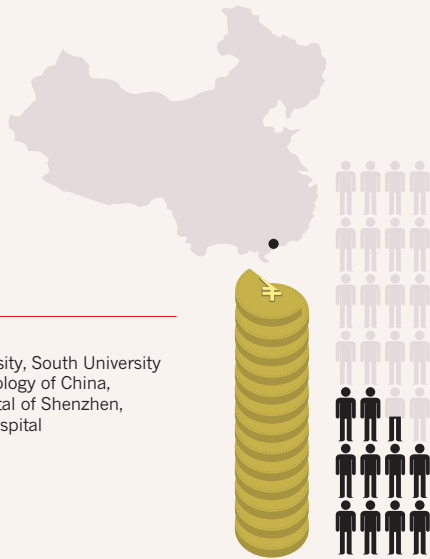 ¥
sity, South University
ology of China,
tal of Shenzhen,
spital